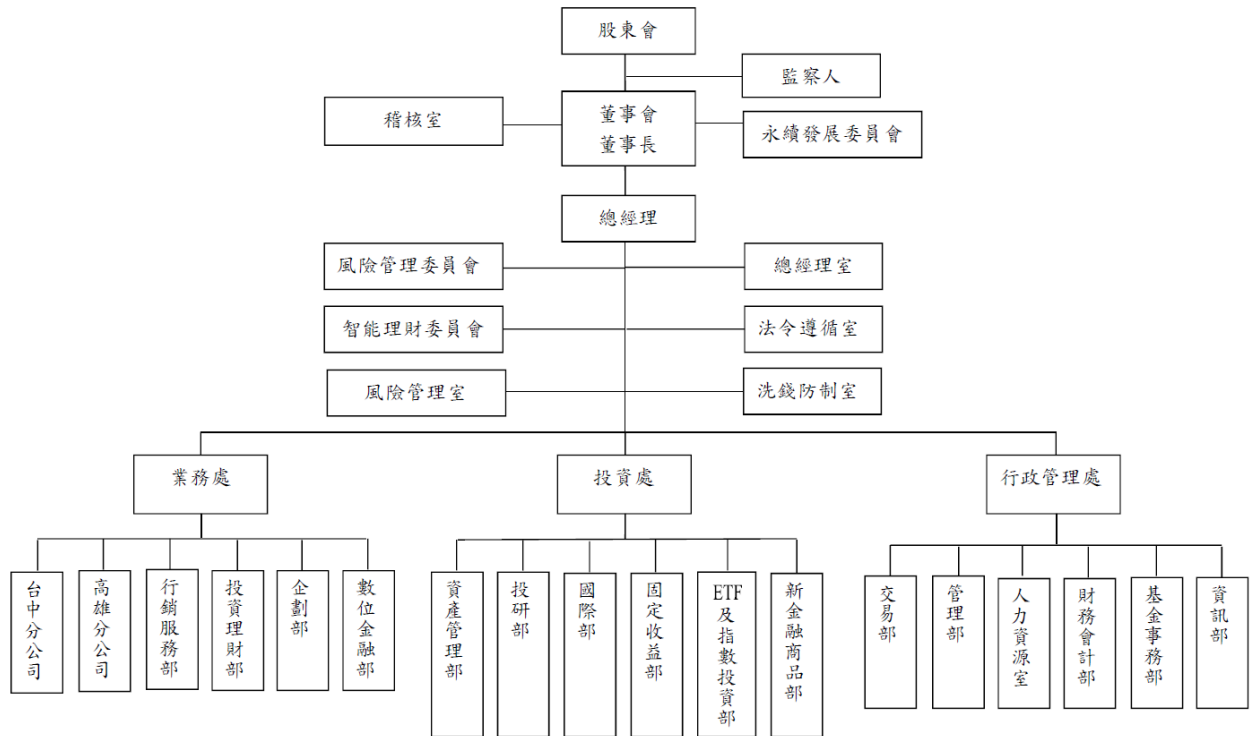 股東會
監察人
稽核室
董事會
董事長
永續發展委員會
總經理
風險管理委員會
總經理室
智能理財委員會
法令遵循室
風險管理室
洗錢防制室
業務處
投資處
行政管理處
台中分公司
高雄分公司
行銷服務部
投資理財部
企劃部
數位金融部
資產管理部
投研部
國際部
固定收益部
ETF及指數投資部
新金融商品部
交易部
管理部
人力資源室
財務會計部
基金事務部
資訊部